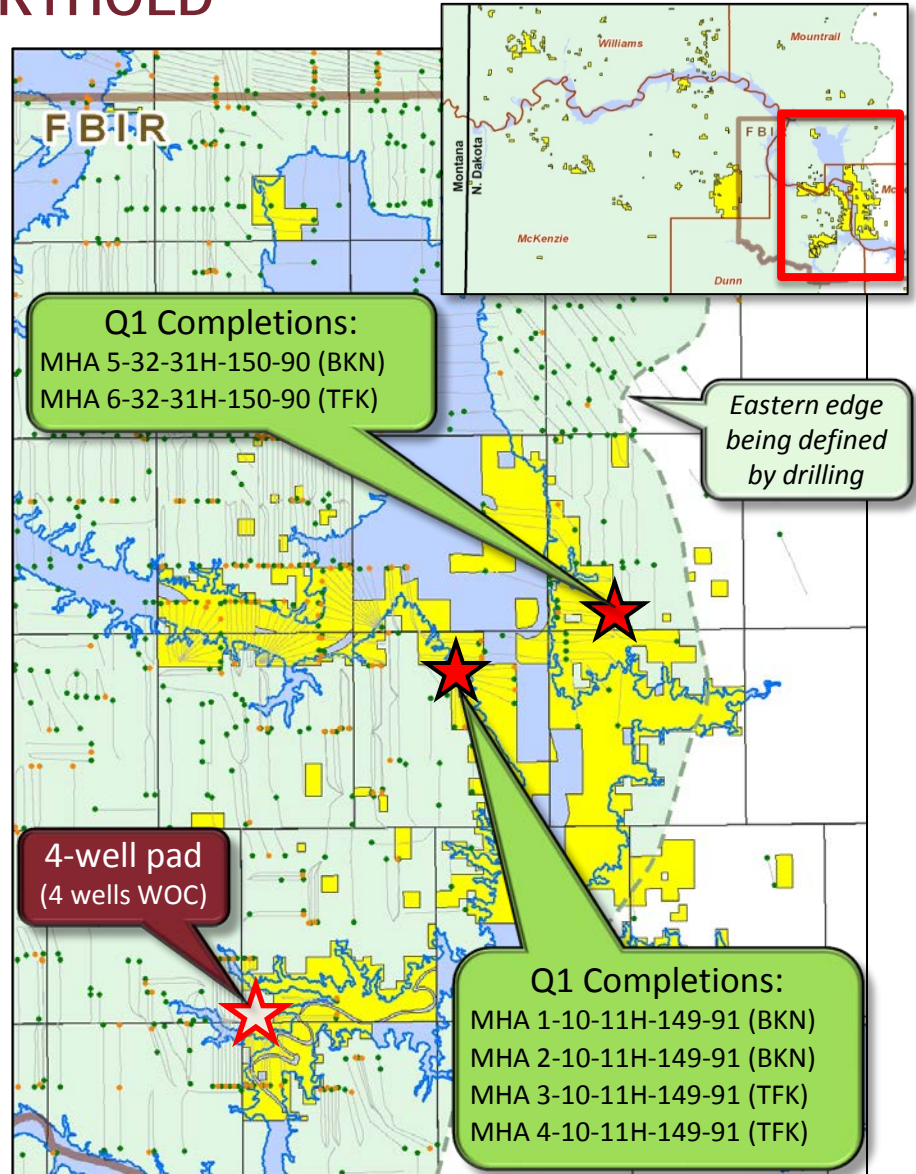 Williams
Mountrail
Montana
N. Dakota
McKenzie
Dunn
FBIR
Q1 Completions:
MHA 5-32-31H-150-90 (BKN)
MHA 6-32-31H-150-90 (TFK)
Eastern edge
being defined
by drilling
4-well pad
(4 wells WOC)
Q1 Completions:
MHA 1-10-11H-149-91 (BKN)
MHA 2-10-11H-149-91 (BKN)
MHA 3-10-11H-149-91 (TFK)
MHA 4-10-11H-149-91 (TFK)